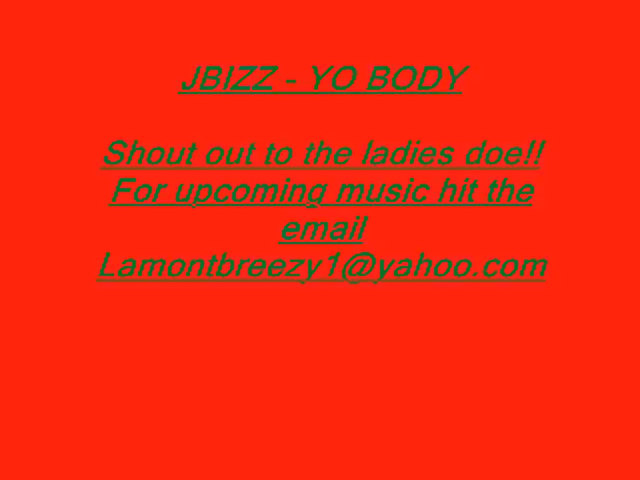 JBIZZ - YO BODY
Shout out to the ladies doe!!
For upcoming music hit the
email
Lamontbreezy1@yahoo.com